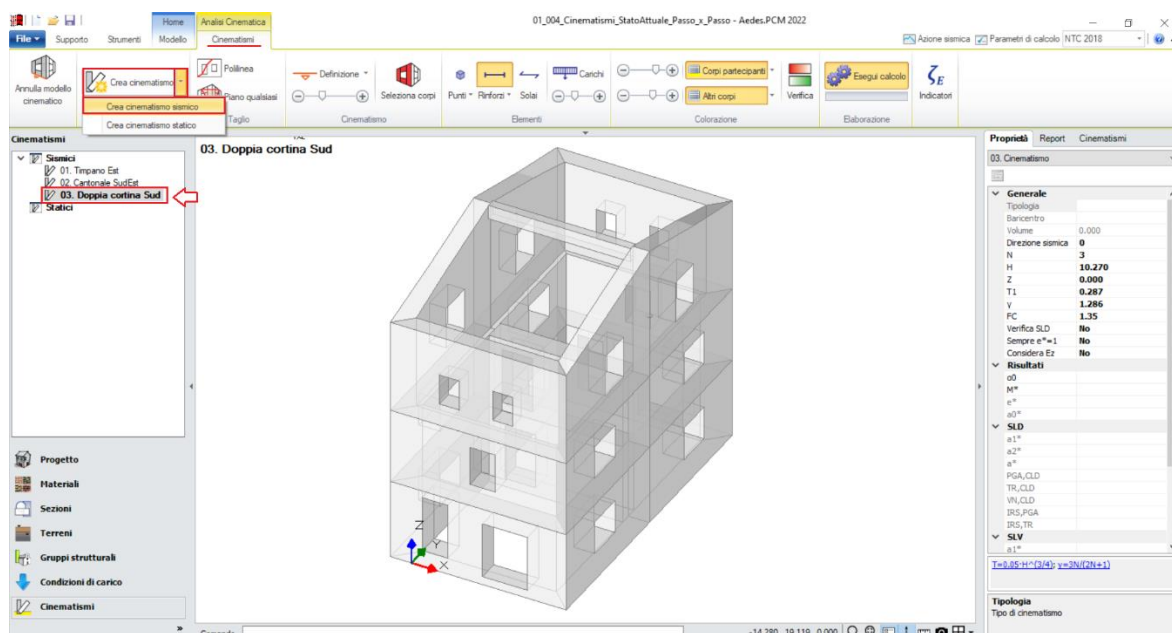 Home
Analisi Cinematica
01_004_Cinematismi_StatoAttuale_Passo_x_Passo - Aedes.PCM 2022
File
Supporto
Strumenti
Modello
Cinematismi
Azione sismica
Parametri di calcolo
NTC 2018
Annulla modello
cinematico
Crea cinematismo
Crea cinematismo sismico
Crea cinematismo statico
Polilinea
Piano qualsiasi
Taglio
Definizione
Seleziona corpi
Cinematismo
Punti
Rinforzi
Solai
Carichi
Elementi
Corpi partecipanti
Altri corpi
Verifica
Colorazione
Esegui calcolo
Elaborazione
ζE
Indicatori
Cinematismi
Sismici
01. Timpano Est
02. Cantonale SudEst
03. Doppia cortina Sud
Statici
Progetto
Materiali
Sezioni
Terreni
Gruppi strutturali
Condizioni di carico
Cinematismi
»
03. Doppia cortina Sud
Z
Y
X
Comando
-14.280 19.119 0.000
Proprietà Report Cinematismi
03. Cinematismo
Generale
Tipologia
Baricentro
Volume 0.000
Direzione sismica 0
N 3
H 10.270
Z 0.000
T1 0.287
γ 1.286
FC 1.35
Verifica SLD No
Sempre e*=1 No
Considera Ez No
Risultati
α0
M*
e*
a0*
SLD
a1*
a2*
a*
PGA,CLD
TR,CLD
VN,CLD
IRS,PGA
IRS,TR
SLV
a1*
T=0.05·H^(3/4); γ=3N/(2N+1)
Tipologia
Tipo di cinematismo